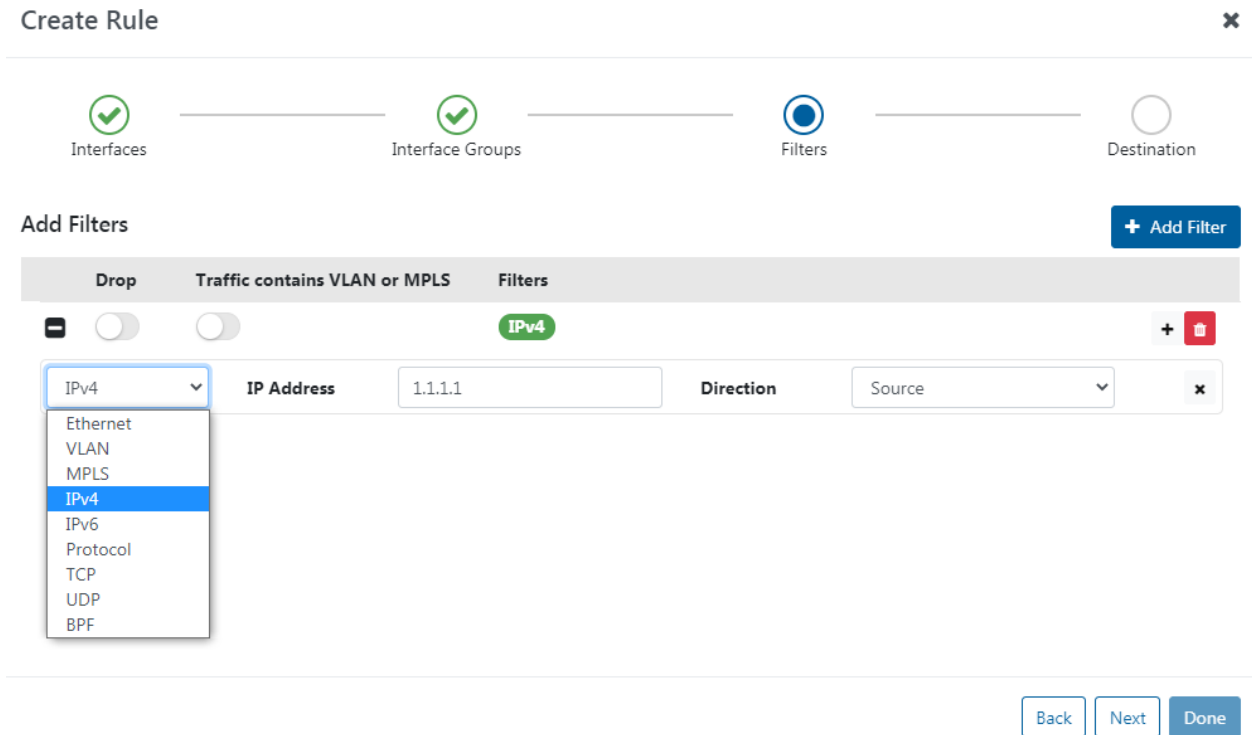 Create Rule
Interfaces
Interface Groups
Filters
Destination
Add Filters
+ Add Filter
Drop
Traffic contains VLAN or MPLS
Filters
IPv4
IPv4
IP Address
1.1.1.1
Direction
Source
Ethernet
VLAN
MPLS
IPv4
IPv6
Protocol
TCP
UDP
BPF
Back
Next
Done